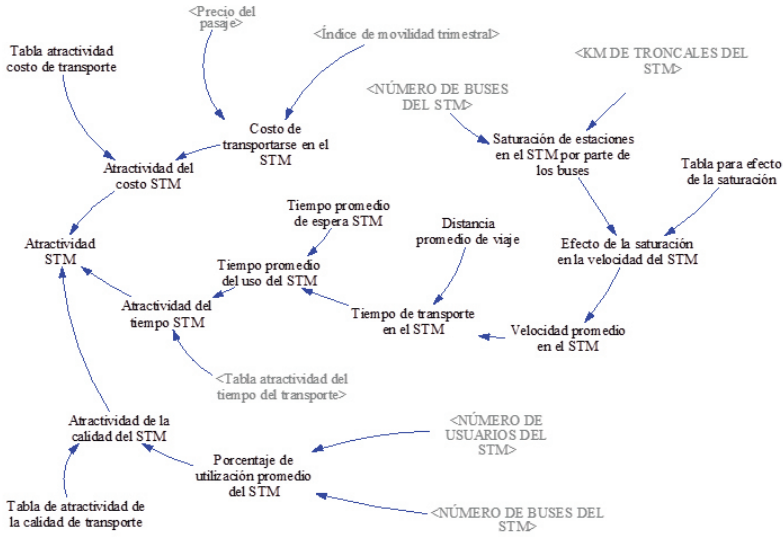 <Precio del
pasaje>
<Índice de movilidad trimestral>
Tabla atractividad
costo de transporte
<KM DE TRONCALES DEL
STM>
<NÚMERO DE BUSES
DEL STM>
Costo de
transportarse en el
STM
Saturación de estaciones
en el STM por parte de
los buses
Atractividad del
costo STM
Tabla para efecto
de la saturación
Tiempo promedio
de espera STM
Distancia
promedio de viaje
Atractividad
STM
Efecto de la saturación
en la velocidad del STM
Tiempo promedio
del uso del STM
Atractividad del
tiempo STM
Tiempo de transporte
en el STM
Velocidad promedio
en el STM
<Tabla atractividad del
tiempo del transporte>
Atractividad de la
calidad del STM
<NÚMERO DE
USUARIOS DEL
STM>
Porcentaje de
utilización promedio
del STM
Tabla de atractividad de
la calidad de transporte
<NÚMERO DE BUSES DEL
STM>